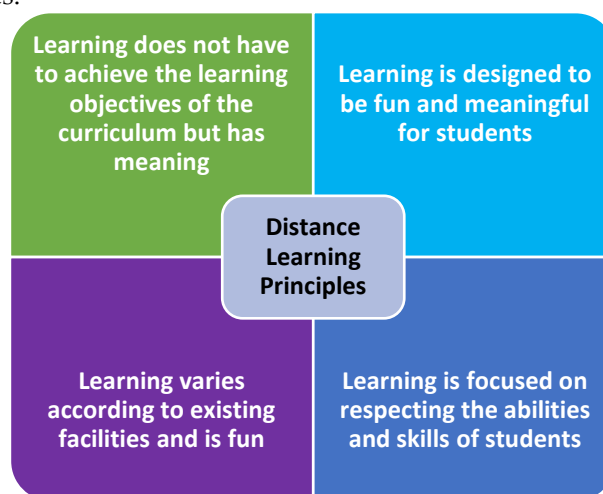 Learning does not have
to achieve the learning
objectives of the
curriculum but has
meaning
Learning is designed to
be fun and meaningful
for students
Distance
Learning
Principles
Learning varies
according to existing
facilities and is fun
Learning is focused on
respecting the abilities
and skills of students